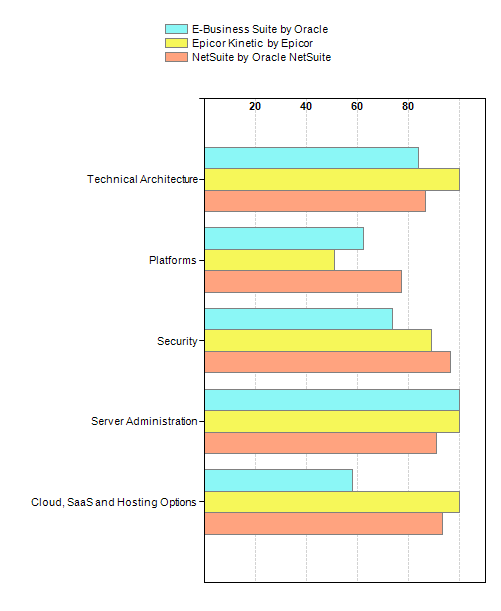 E-Business Suite by Oracle
Epicor Kinetic by Epicor
NetSuite by Oracle NetSuite
20 40 60 80
Technical Architecture
Platforms
Security
Server Administration
Cloud, SaaS and Hosting Options